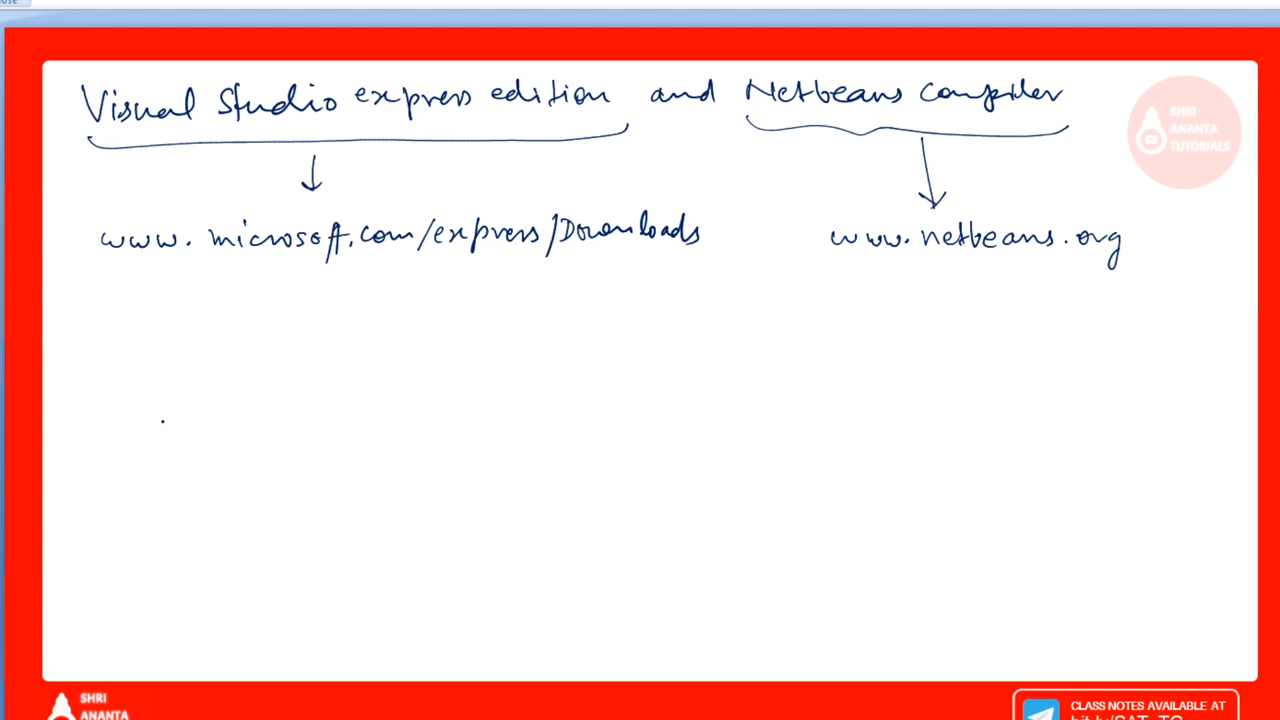 Visual Studio express edition and Netbeans compiler
www.microsoft.com/express/Downloads www.netbeans.org
SHRI
ANANTA
TUTORIALS
SHRI
ANANTA
CLASS NOTES AVAILABLE AT